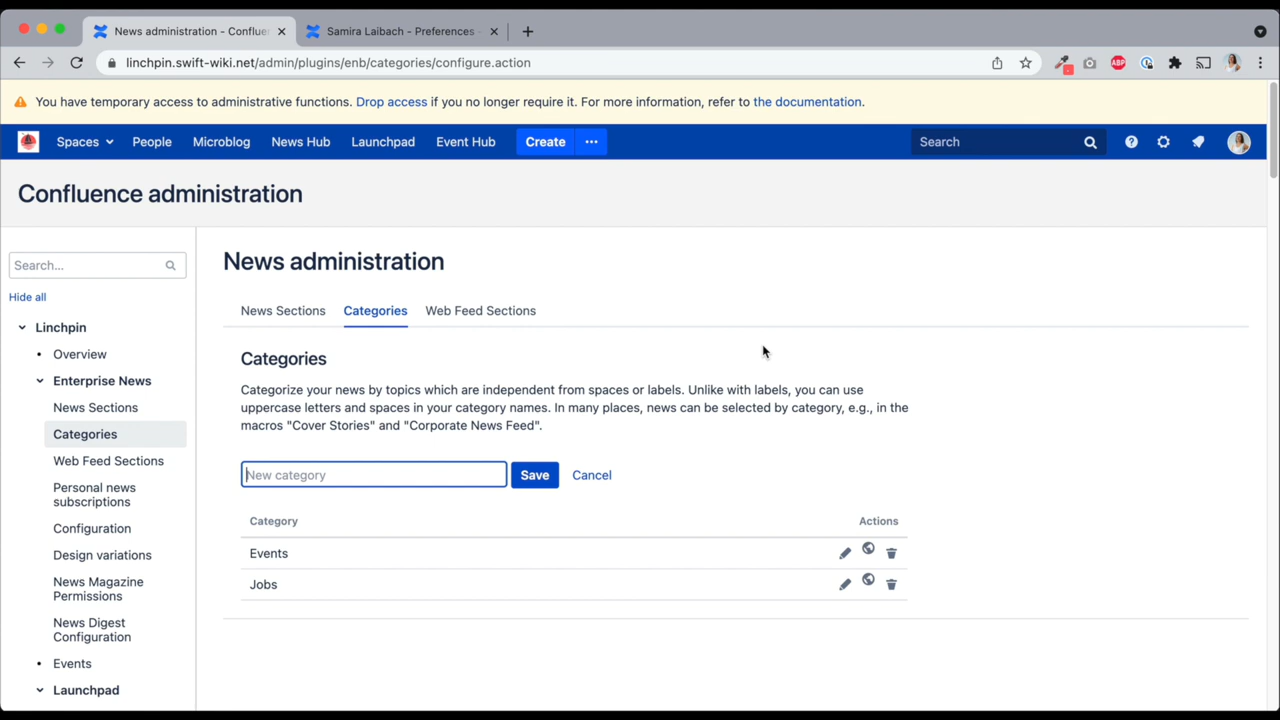 News administration - Confluer
Samira Laibach - Preferences -
linchpin.swift-wiki.net/admin/plugins/enb/categories/configure.action
ABP
You have temporary access to administrative functions. Drop access if you no longer require it. For more information, refer to the documentation.
Spaces People Microblog News Hub Launchpad Event Hub Create ••• Search
Confluence administration
Search...
Hide all
Linchpin
Overview
Enterprise News
News Sections
Categories
Web Feed Sections
Personal news
subscriptions
Configuration
Design variations
News Magazine
Permissions
News Digest
Configuration
Events
Launchpad
News administration
News Sections Categories Web Feed Sections
Categories
Categorize your news by topics which are independent from spaces or labels. Unlike with labels, you can use
uppercase letters and spaces in your category names. In many places, news can be selected by category, e.g., in the
macros "Cover Stories" and "Corporate News Feed".
New category Save Cancel
Category Actions
Events
Jobs